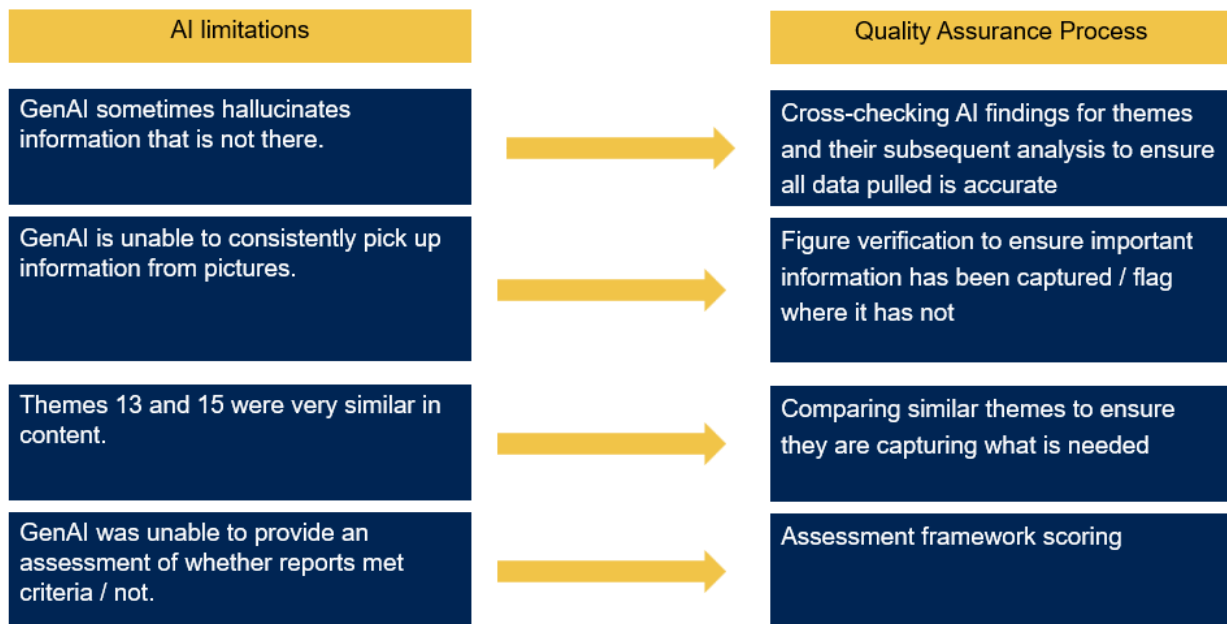 AI limitations
Quality Assurance Process
GenAI sometimes hallucinates
information that is not there.
Cross-checking AI findings for themes
and their subsequent analysis to ensure
all data pulled is accurate
GenAI is unable to consistently pick up
information from pictures.
Figure verification to ensure important
information has been captured / flag
where it has not
Themes 13 and 15 were very similar in
content.
Comparing similar themes to ensure
they are capturing what is needed
GenAI was unable to provide an
assessment of whether reports met
criteria / not.
Assessment framework scoring